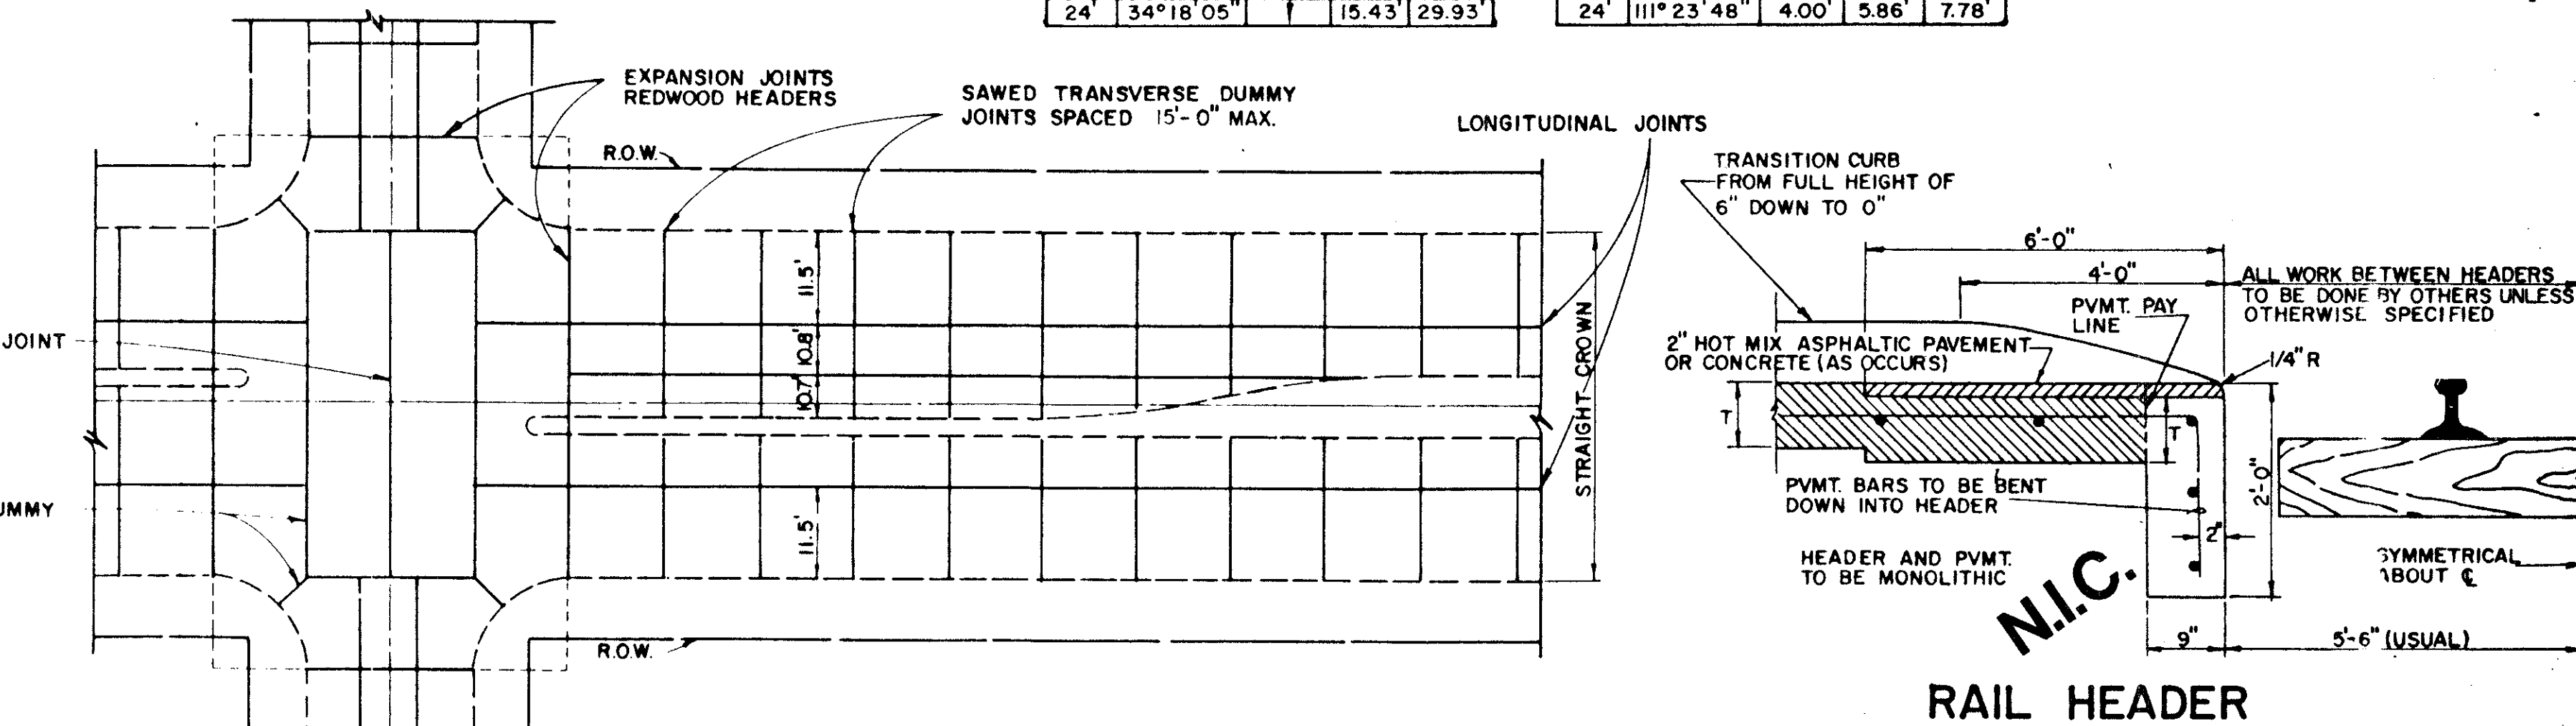 24' 34°18'05" 15.43' 29.93'
24' 111°23'48" 4.00' 5.86' 7.78'
EXPANSION JOINTS
REDWOOD HEADERS
SAWED TRANSVERSE DUMMY
JOINTS SPACED 15'-0" MAX.
LONGITUDINAL JOINTS
R.O.W.
JOINT
UMMY
11.5'
10.8'
10.7'
11.5'
STRAIGHT CROWN
R.O.W.
TRANSITION CURB
FROM FULL HEIGHT OF
6" DOWN TO 0"
6'-0"
4'-0"
ALL WORK BETWEEN HEADERS
TO BE DONE BY OTHERS UNLESS
OTHERWISE SPECIFIED
PVMT. PAY
LINE
2" HOT MIX ASPHALTIC PAVEMENT
OR CONCRETE (AS OCCURS)
1/4" R
T
T
2'-0"
PVMT. BARS TO BE BENT
DOWN INTO HEADER
2"
HEADER AND PVMT.
TO BE MONOLITHIC
N.I.C.
SYMMETRICAL
ABOUT ℄
9"
5'-6" (USUAL)
RAIL HEADER